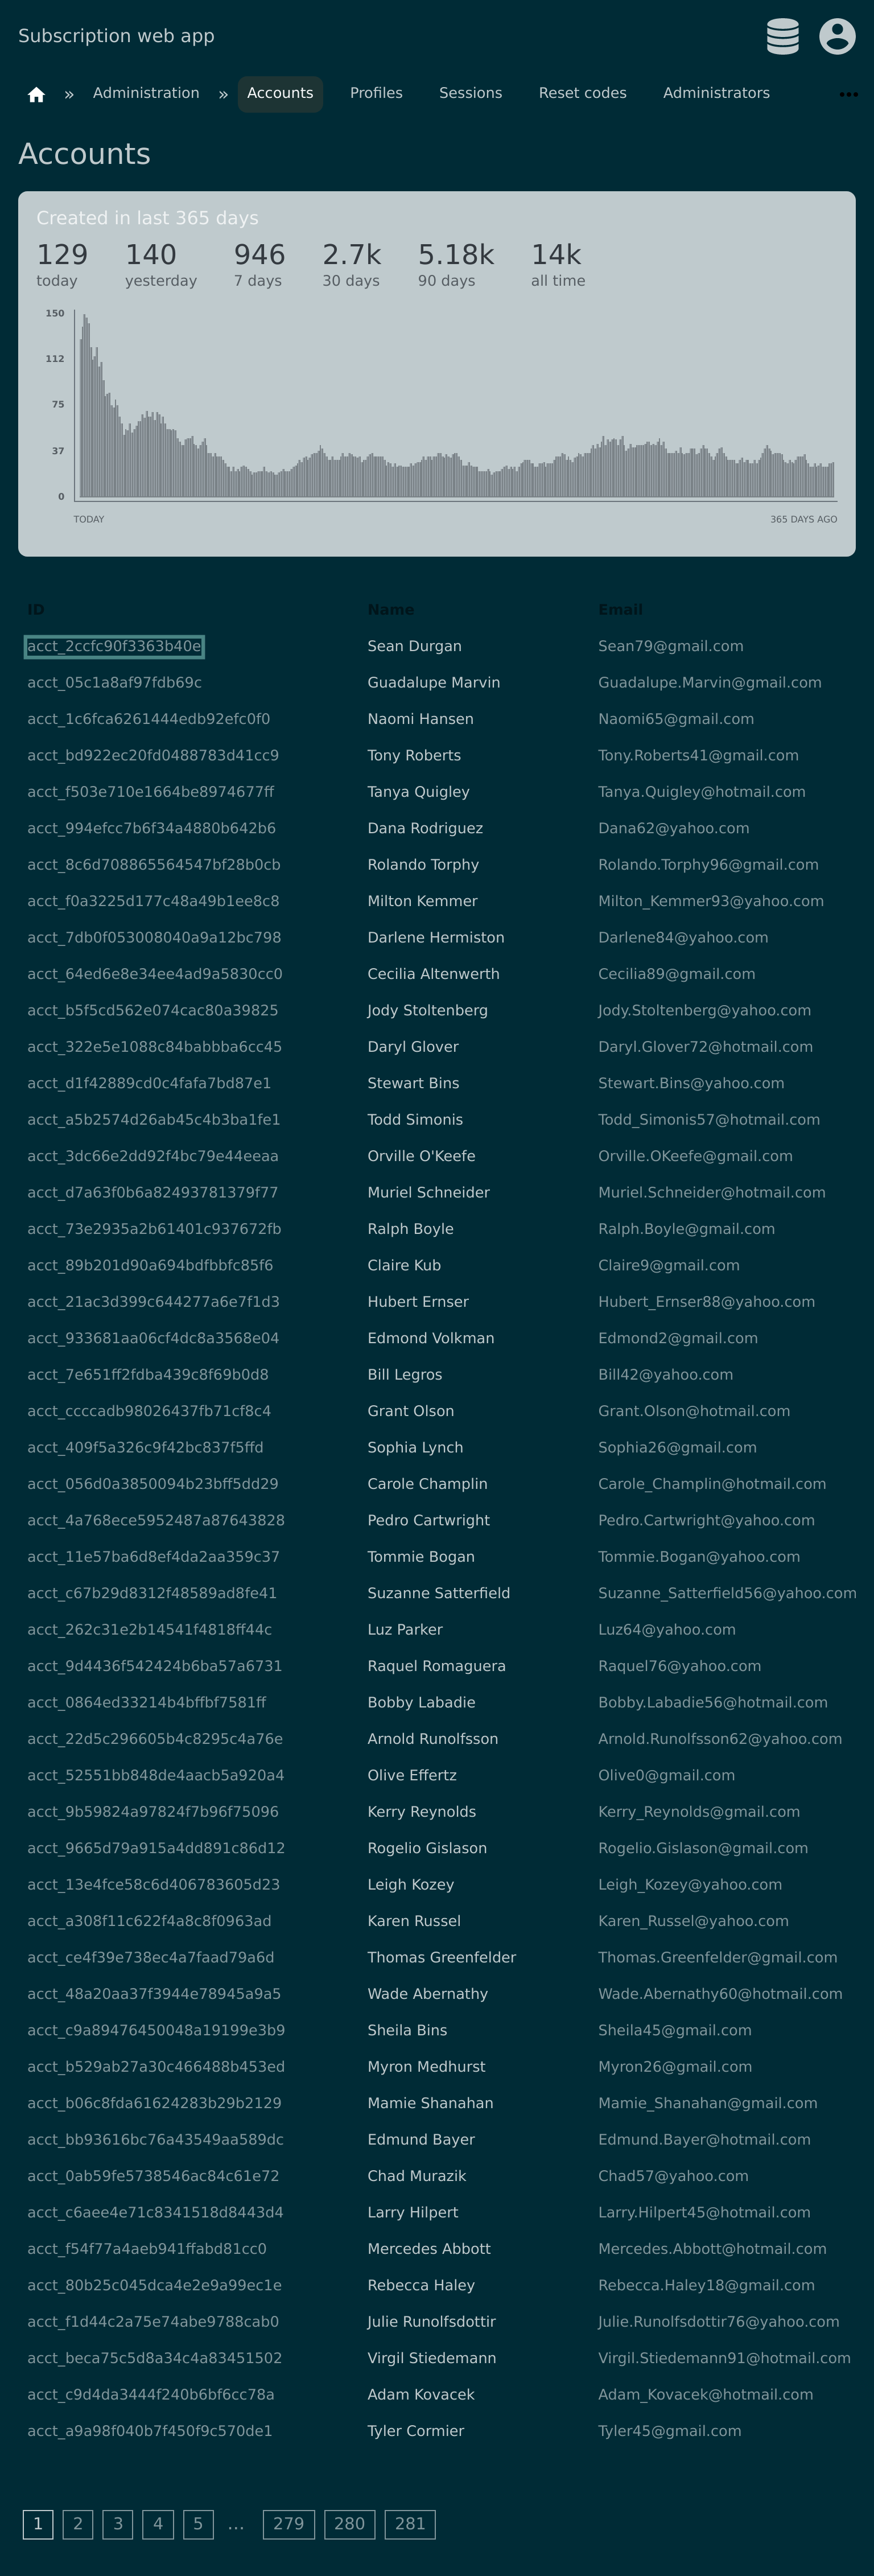 Subscription web app
» Administration » Accounts Profiles Sessions Reset codes Administrators
Accounts
Created in last 365 days
129 140 946 2.7k 5.18k 14k
today yesterday 7 days 30 days 90 days all time
150
112
75
37
0
TODAY 365 DAYS AGO
ID Name Email
acct_2ccfc90f3363b40e Sean Durgan Sean79@gmail.com
acct_05c1a8af97fdb69c Guadalupe Marvin Guadalupe.Marvin@gmail.com
acct_1c6fca6261444edb92efc0f0 Naomi Hansen Naomi65@gmail.com
acct_bd922ec20fd0488783d41cc9 Tony Roberts Tony.Roberts41@gmail.com
acct_f503e710e1664be8974677ff Tanya Quigley Tanya.Quigley@hotmail.com
acct_994efcc7b6f34a4880b642b6 Dana Rodriguez Dana62@yahoo.com
acct_8c6d708865564547bf28b0cb Rolando Torphy Rolando.Torphy96@gmail.com
acct_f0a3225d177c48a49b1ee8c8 Milton Kemmer Milton_Kemmer93@yahoo.com
acct_7db0f053008040a9a12bc798 Darlene Hermiston Darlene84@yahoo.com
acct_64ed6e8e34ee4ad9a5830cc0 Cecilia Altenwerth Cecilia89@gmail.com
acct_b5f5cd562e074cac80a39825 Jody Stoltenberg Jody.Stoltenberg@yahoo.com
acct_322e5e1088c84babbba6cc45 Daryl Glover Daryl.Glover72@hotmail.com
acct_d1f42889cd0c4fafa7bd87e1 Stewart Bins Stewart.Bins@yahoo.com
acct_a5b2574d26ab45c4b3ba1fe1 Todd Simonis Todd_Simonis57@hotmail.com
acct_3dc66e2dd92f4bc79e44eeaa Orville O'Keefe Orville.OKeefe@gmail.com
acct_d7a63f0b6a82493781379f77 Muriel Schneider Muriel.Schneider@hotmail.com
acct_73e2935a2b61401c937672fb Ralph Boyle Ralph.Boyle@gmail.com
acct_89b201d90a694bdfbbfc85f6 Claire Kub Claire9@gmail.com
acct_21ac3d399c644277a6e7f1d3 Hubert Ernser Hubert_Ernser88@yahoo.com
acct_933681aa06cf4dc8a3568e04 Edmond Volkman Edmond2@gmail.com
acct_7e651ff2fdba439c8f69b0d8 Bill Legros Bill42@yahoo.com
acct_ccccadb98026437fb71cf8c4 Grant Olson Grant.Olson@hotmail.com
acct_409f5a326c9f42bc837f5ffd Sophia Lynch Sophia26@gmail.com
acct_056d0a3850094b23bff5dd29 Carole Champlin Carole_Champlin@hotmail.com
acct_4a768ece5952487a87643828 Pedro Cartwright Pedro.Cartwright@yahoo.com
acct_11e57ba6d8ef4da2aa359c37 Tommie Bogan Tommie.Bogan@yahoo.com
acct_c67b29d8312f48589ad8fe41 Suzanne Satterfield Suzanne_Satterfield56@yahoo.com
acct_262c31e2b14541f4818ff44c Luz Parker Luz64@yahoo.com
acct_9d4436f542424b6ba57a6731 Raquel Romaguera Raquel76@yahoo.com
acct_0864ed33214b4bffbf7581ff Bobby Labadie Bobby.Labadie56@hotmail.com
acct_22d5c296605b4c8295c4a76e Arnold Runolfsson Arnold.Runolfsson62@yahoo.com
acct_52551bb848de4aacb5a920a4 Olive Effertz Olive0@gmail.com
acct_9b59824a97824f7b96f75096 Kerry Reynolds Kerry_Reynolds@gmail.com
acct_9665d79a915a4dd891c86d12 Rogelio Gislason Rogelio.Gislason@gmail.com
acct_13e4fce58c6d406783605d23 Leigh Kozey Leigh_Kozey@yahoo.com
acct_a308f11c622f4a8c8f0963ad Karen Russel Karen_Russel@yahoo.com
acct_ce4f39e738ec4a7faad79a6d Thomas Greenfelder Thomas.Greenfelder@gmail.com
acct_48a20aa37f3944e78945a9a5 Wade Abernathy Wade.Abernathy60@hotmail.com
acct_c9a89476450048a19199e3b9 Sheila Bins Sheila45@gmail.com
acct_b529ab27a30c466488b453ed Myron Medhurst Myron26@gmail.com
acct_b06c8fda61624283b29b2129 Mamie Shanahan Mamie_Shanahan@gmail.com
acct_bb93616bc76a43549aa589dc Edmund Bayer Edmund.Bayer@hotmail.com
acct_0ab59fe5738546ac84c61e72 Chad Murazik Chad57@yahoo.com
acct_c6aee4e71c8341518d8443d4 Larry Hilpert Larry.Hilpert45@hotmail.com
acct_f54f77a4aeb941ffabd81cc0 Mercedes Abbott Mercedes.Abbott@hotmail.com
acct_80b25c045dca4e2e9a99ec1e Rebecca Haley Rebecca.Haley18@gmail.com
acct_f1d44c2a75e74abe9788cab0 Julie Runolfsdottir Julie.Runolfsdottir76@yahoo.com
acct_beca75c5d8a34c4a83451502 Virgil Stiedemann Virgil.Stiedemann91@hotmail.com
acct_c9d4da3444f240b6bf6cc78a Adam Kovacek Adam_Kovacek@hotmail.com
acct_a9a98f040b7f450f9c570de1 Tyler Cormier Tyler45@gmail.com
1 2 3 4 5 ... 279 280 281